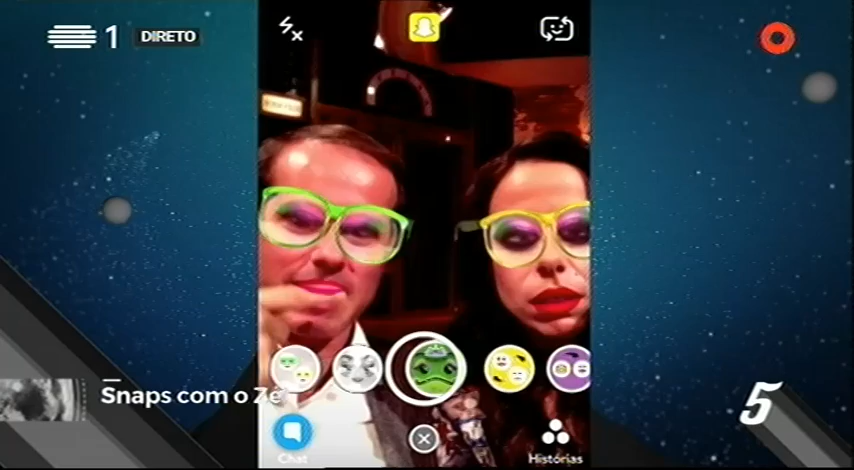 1 DIRETO
Snaps com o Zé
5
Chat
Histórias